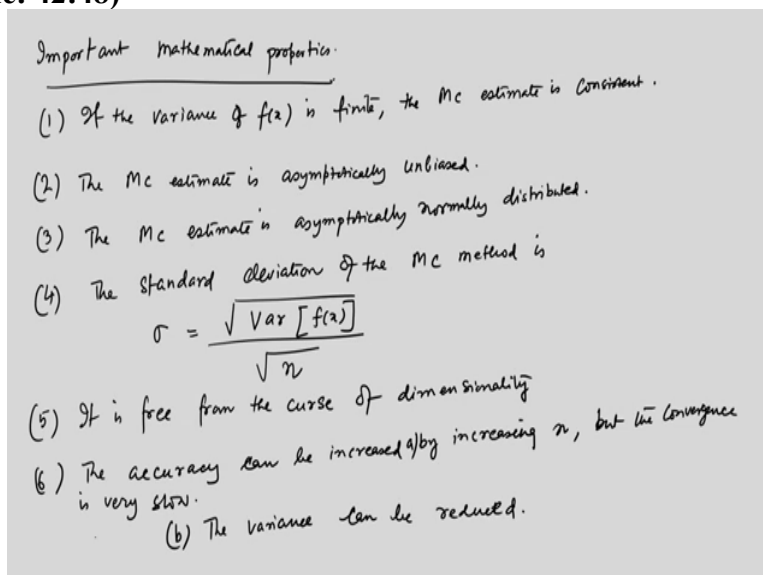 Important mathematical properties.
(1) If the variance of f(x) is finite, the MC estimate is consistent.
(2) The MC estimate is asymptotically unbiased.
(3) The MC estimate is asymptotically normally distributed.
(4) The standard deviation of the MC method is
σ = √Var [f(x)] / √n
(5) It is free from the curse of dimensionality
(6) The accuracy can be increased a) by increasing n, but the convergence
is very slow.
(b) The variance can be reduced.